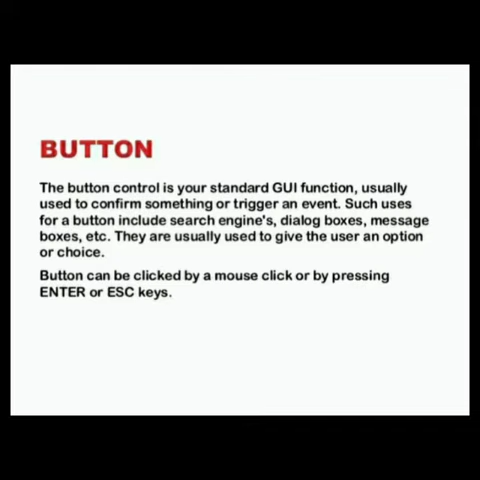 BUTTON
The button control is your standard GUI function, usually
used to confirm something or trigger an event. Such uses
for a button include search engine's, dialog boxes, message
boxes, etc. They are usually used to give the user an option
or choice.
Button can be clicked by a mouse click or by pressing
ENTER or ESC keys.